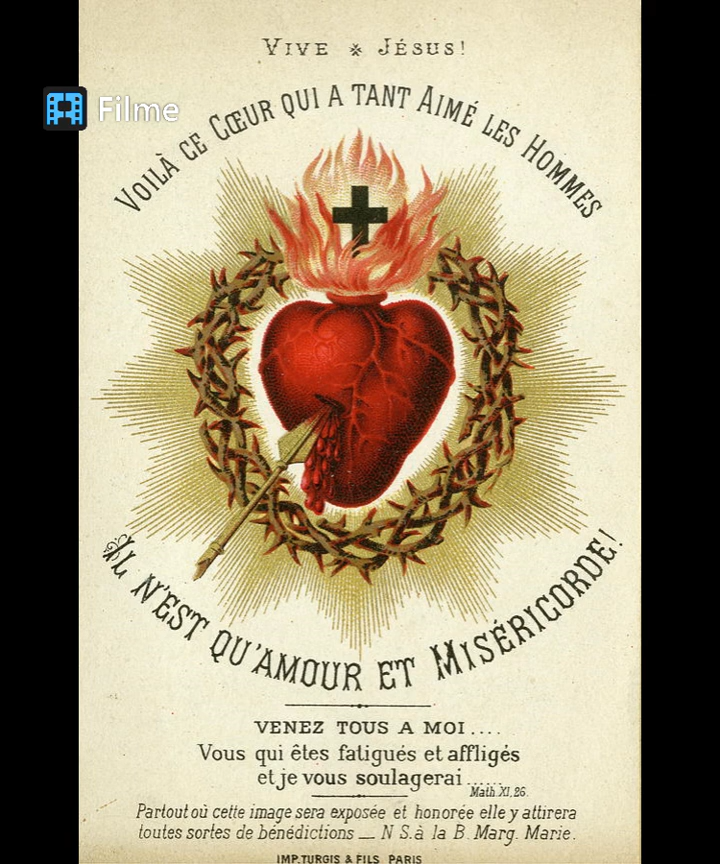 VIVE JÉSUS!
Filme
VOILÀ CE CŒUR QUI A TANT AIMÉ LES HOMMES
IL N'EST QU'AMOUR ET MISÉRICORDE!
VENEZ TOUS A MOI....
Vous qui êtes fatigués et affligés
et je vous soulagerai......
Math. XI, 26.
Partout où cette image sera exposée et honorée elle y attirera
toutes sortes de bénédictions __ N S. à la B. Marg. Marie.
IMP. TURGIS & FILS PARIS